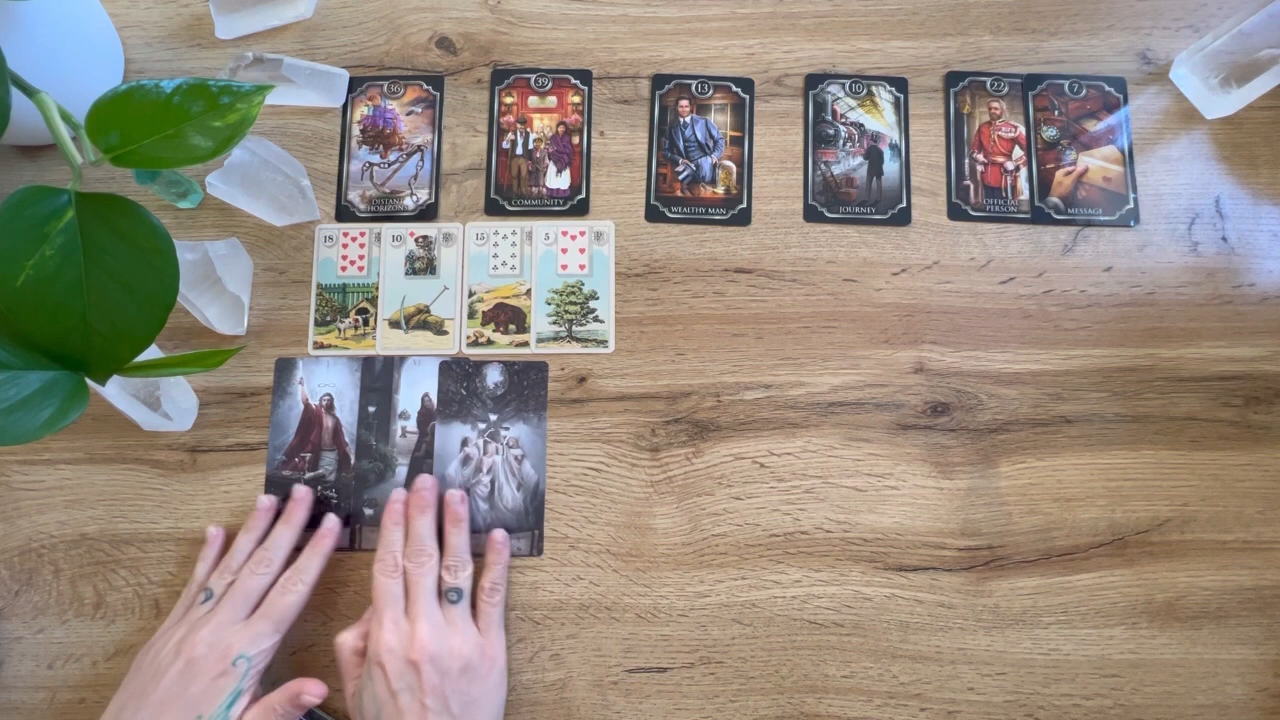 36
DISTANT
HORIZONS
39
COMMUNITY
13
WEALTHY MAN
10
JOURNEY
22
OFFICIAL
PERSON
7
MESSAGE
18
10
15
5